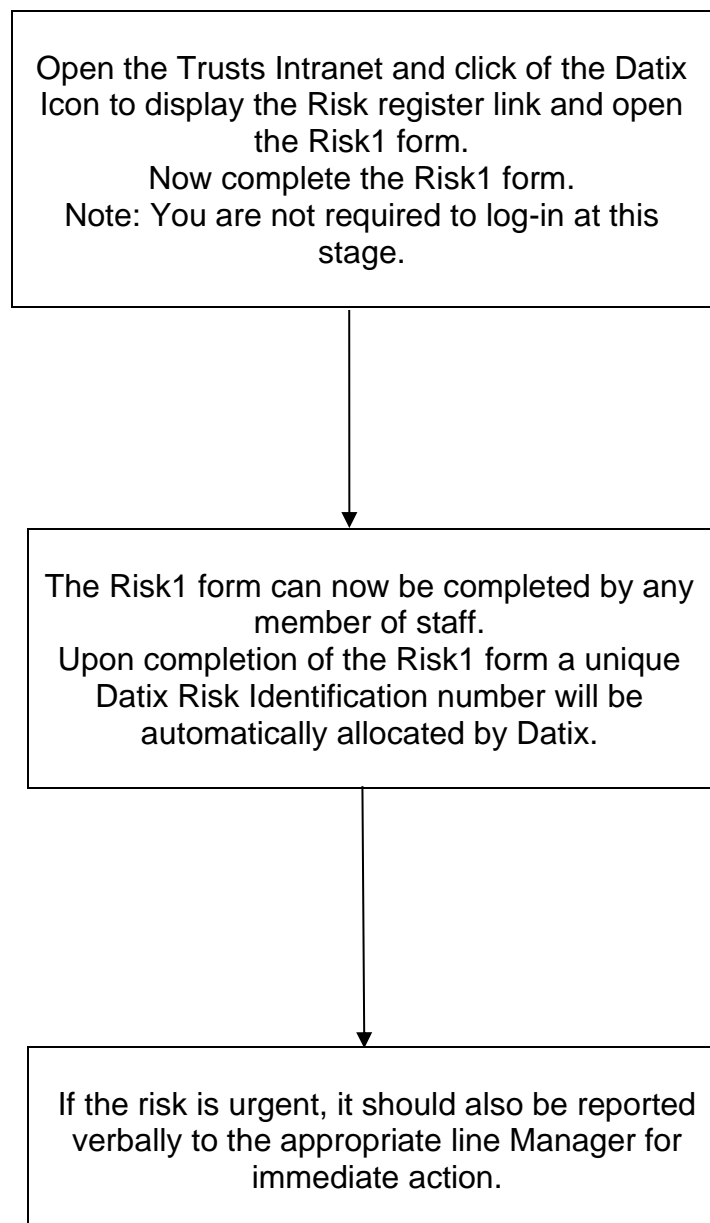 Open the Trusts Intranet and click of the Datix
Icon to display the Risk register link and open
the Risk1 form.
Now complete the Risk1 form.
Note: You are not required to log-in at this
stage.
The Risk1 form can now be completed by any
member of staff.
Upon completion of the Risk1 form a unique
Datix Risk Identification number will be
automatically allocated by Datix.
If the risk is urgent, it should also be reported
verbally to the appropriate line Manager for
immediate action.